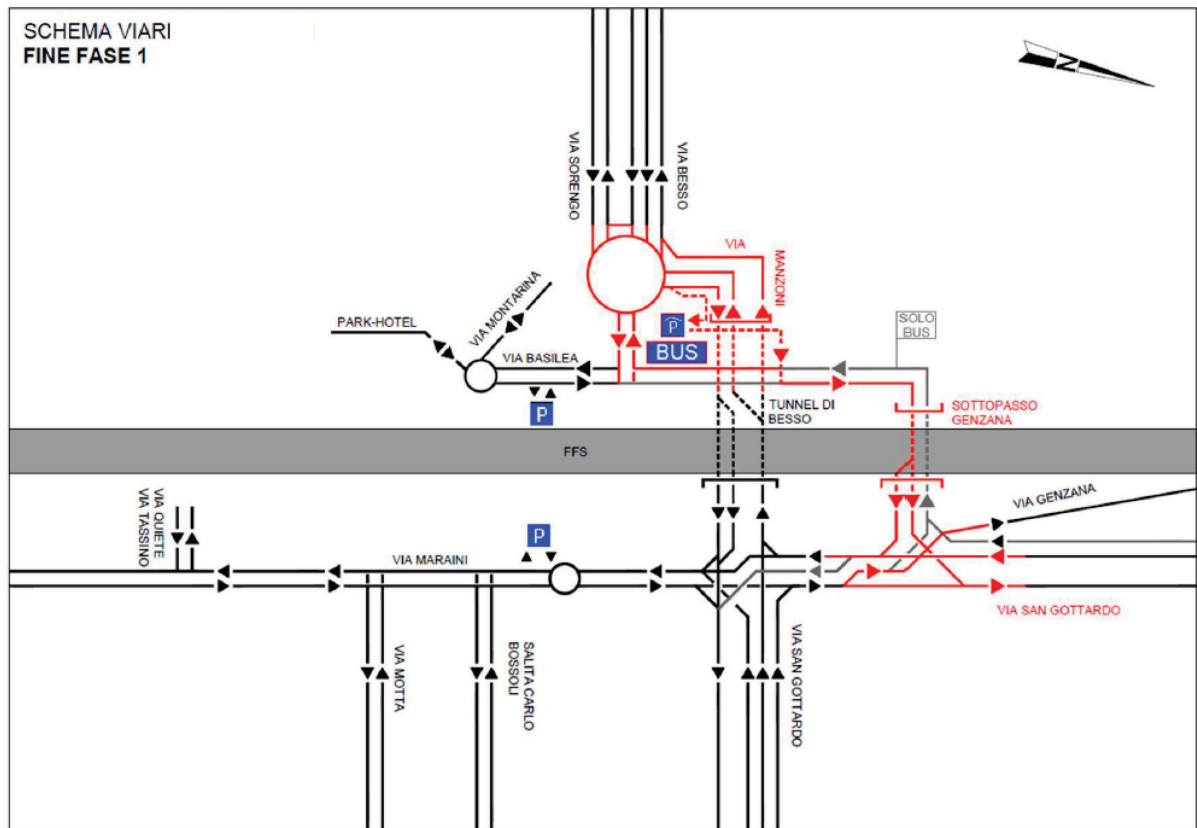 SCHEMA VIARI
FINE FASE 1
N
VIA SORENGO
VIA BESSO
VIA
MANZONI
VIA MONTARINA
PARK-HOTEL
SOLO
BUS
P
BUS
VIA BASILEA
P
TUNNEL DI
BESSO
SOTTOPASSO
GENZANA
FFS
VIA GENZANA
VIA QUIETE
VIA TASSINO
P
VIA MARAINI
VIA SAN GOTTARDO
VIA MOTTA
SALITA CARLO
BOSSOLI
VIA SAN GOTTARDO